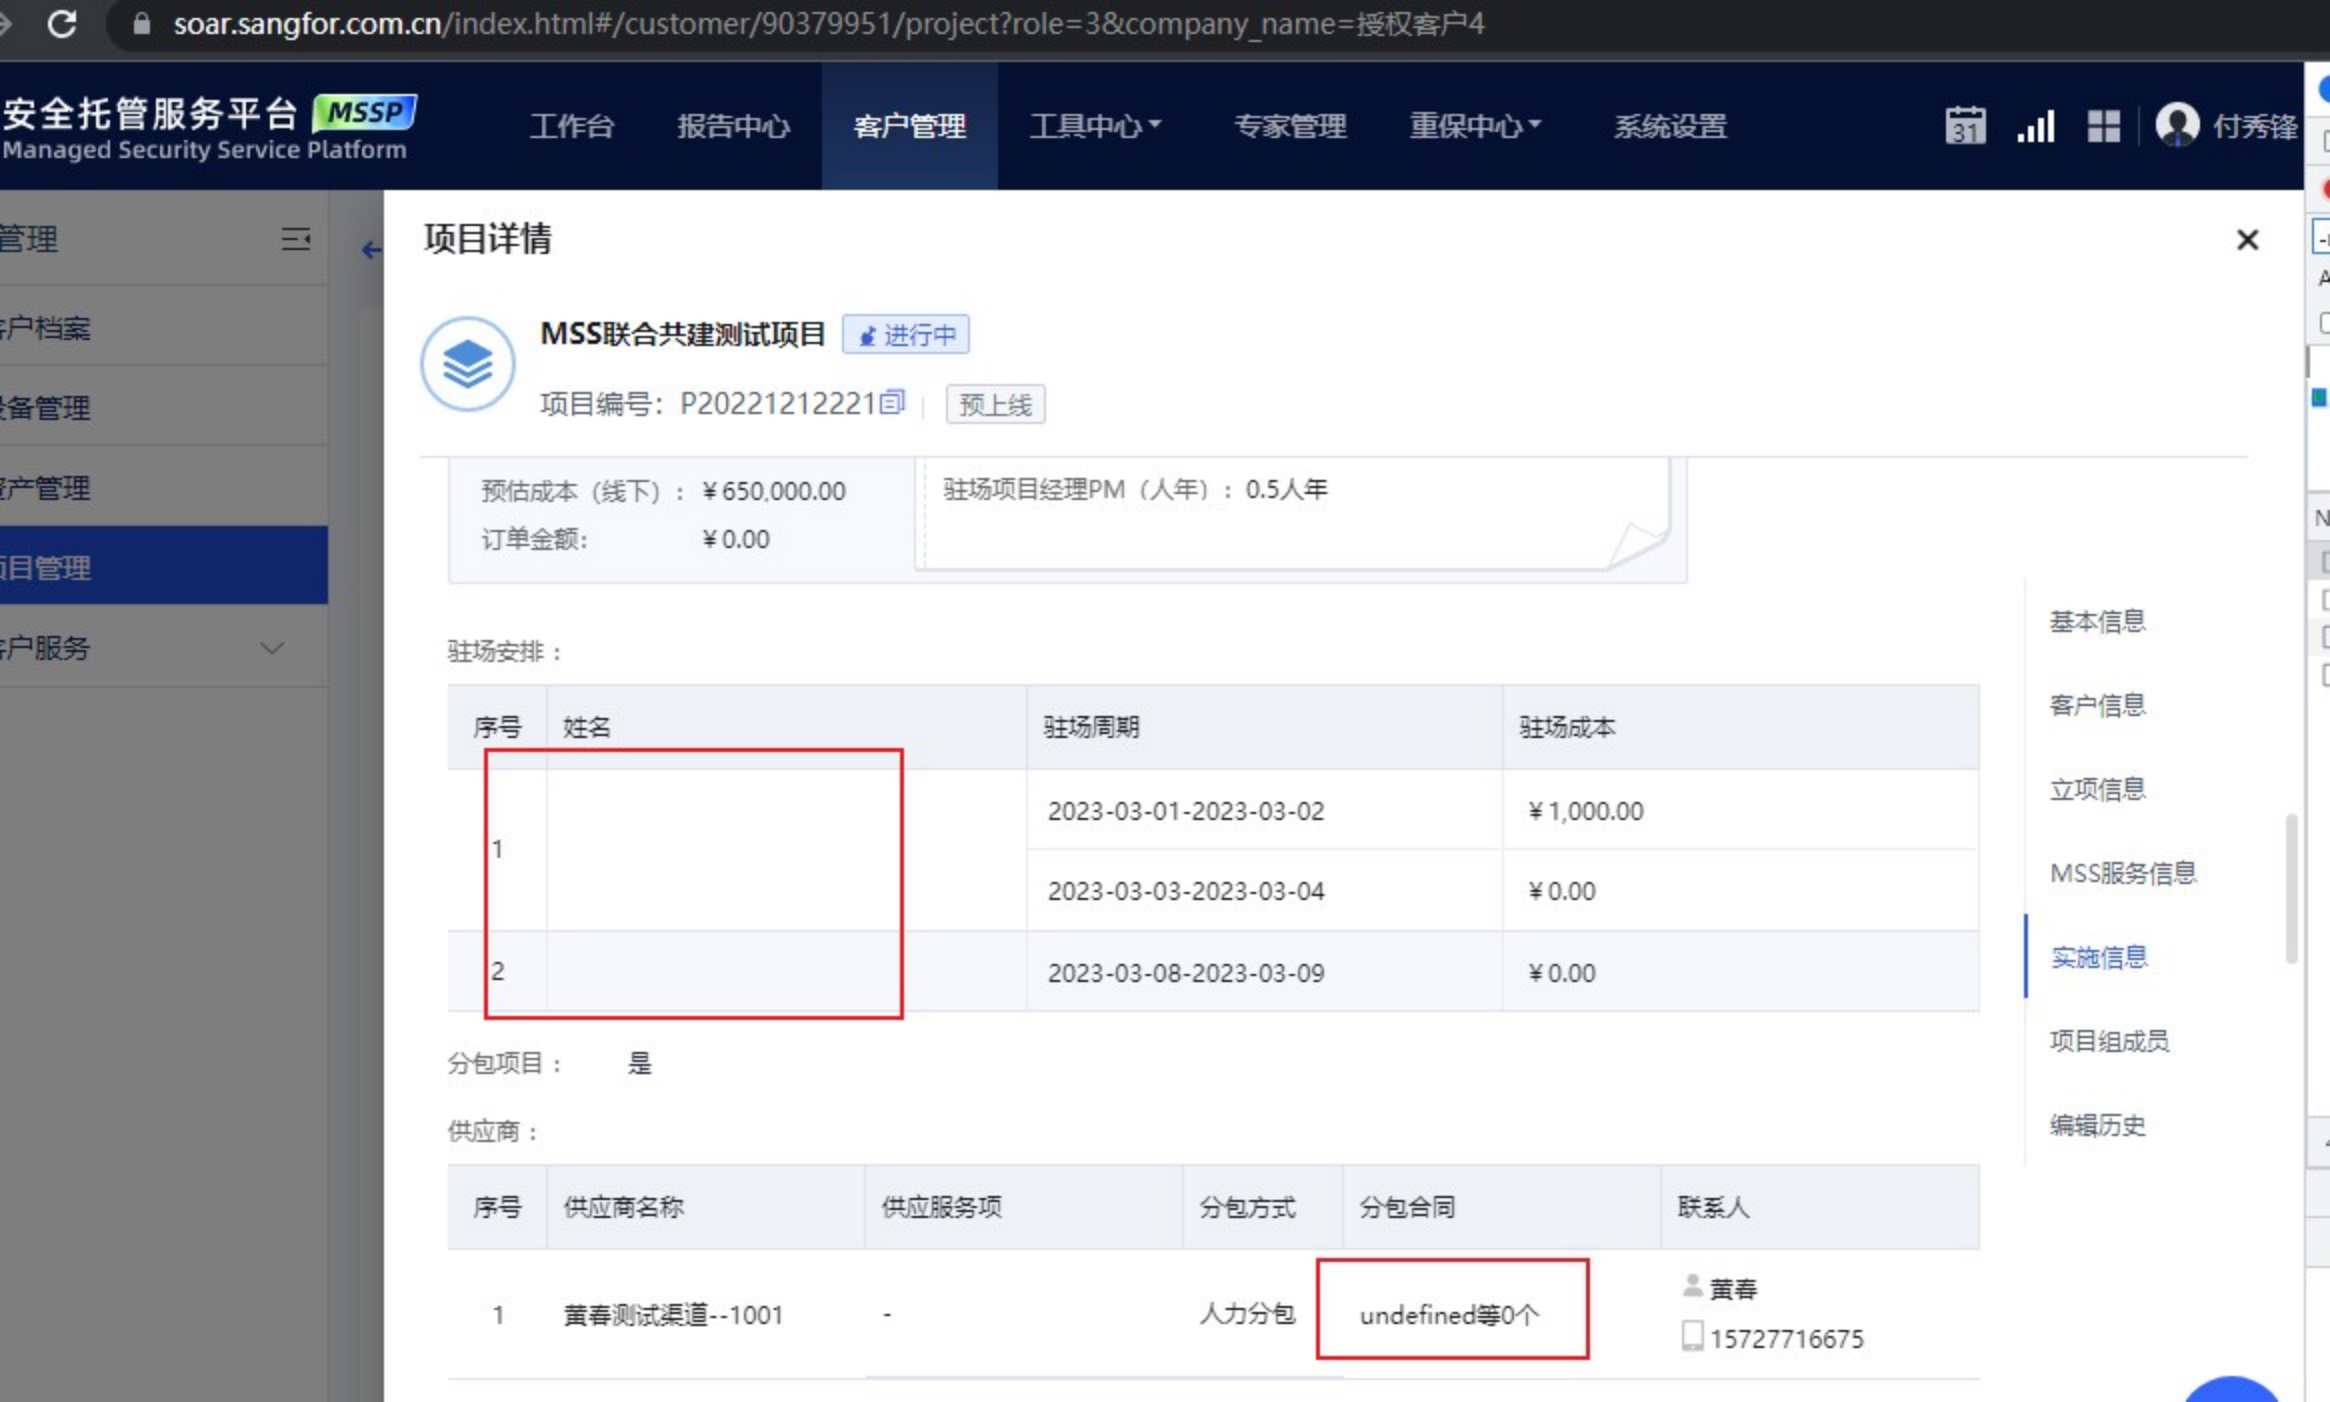 soar.sangfor.com.cn/index.html#/customer/90379951/project?role=3&company_name=授权客户4
安全托管服务平台 MSSP
Managed Security Service Platform
工作台 报告中心 客户管理 工具中心 专家管理 重保中心 系统设置 31 付秀锋
管理
户档案
备管理
产管理
目管理
户服务
项目详情
MSS联合共建测试项目 进行中
项目编号：P20221212221 预上线
预估成本（线下）: ￥650,000.00
订单金额: ￥0.00
驻场项目经理PM（人年）: 0.5人年
驻场安排：
序号 姓名 驻场周期 驻场成本
1 2023-03-01-2023-03-02 ￥1,000.00
2023-03-03-2023-03-04 ￥0.00
2 2023-03-08-2023-03-09 ￥0.00
分包项目： 是
供应商：
序号 供应商名称 供应服务项 分包方式 分包合同 联系人
1 黄春测试渠道--1001 - 人力分包 undefined等0个 黄春
15727716675
基本信息
客户信息
立项信息
MSS服务信息
实施信息
项目组成员
编辑历史